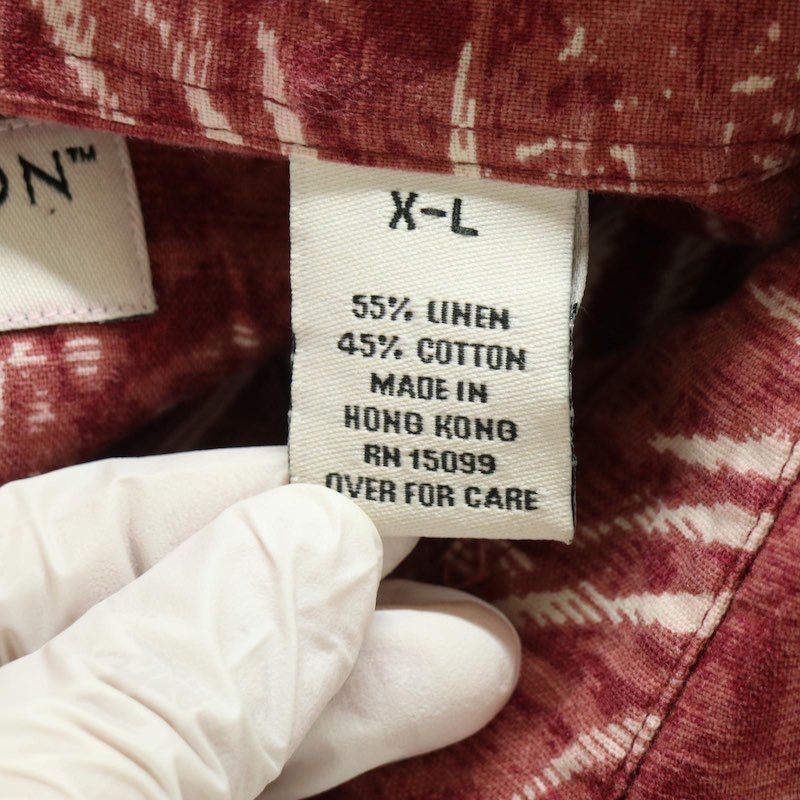 ON™
X-L
55% LINEN
45% COTTON
MADE IN
HONG KONG
RN 15099
OVER FOR CARE